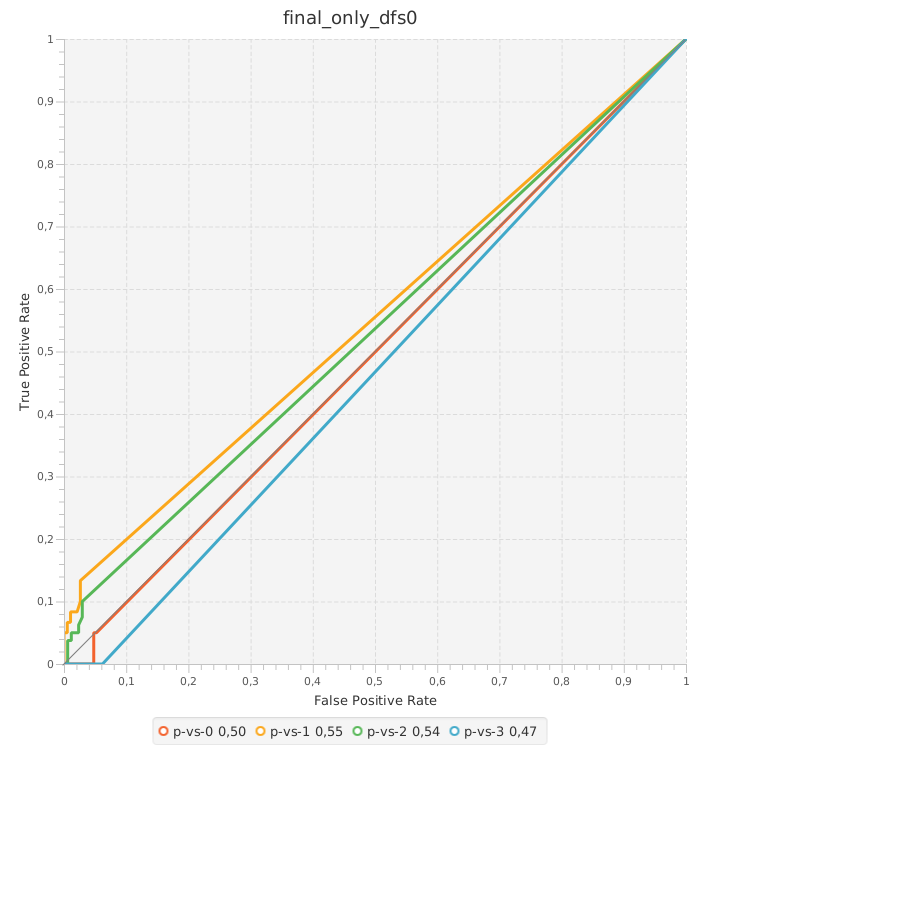 final_only_dfs0
1
0,9
0,8
0,7
0,6
0,5
0,4
0,3
0,2
0,1
0
True Positive Rate
0 0,1 0,2 0,3 0,4 0,5 0,6 0,7 0,8 0,9 1
False Positive Rate
p-vs-0 0,50 p-vs-1 0,55 p-vs-2 0,54 p-vs-3 0,47